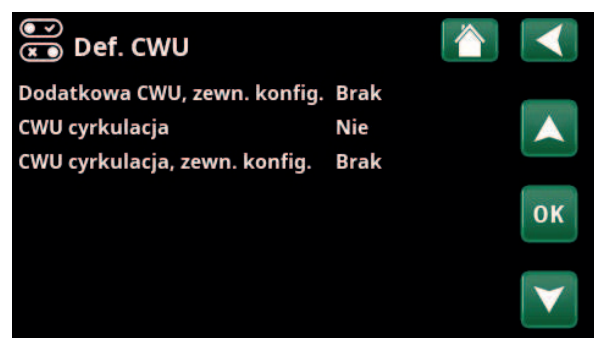 Def. CWU
Dodatkowa CWU, zewn. konfig. Brak
CWU cyrkulacja Nie
CWU cyrkulacja, zewn. konfig. Brak
OK